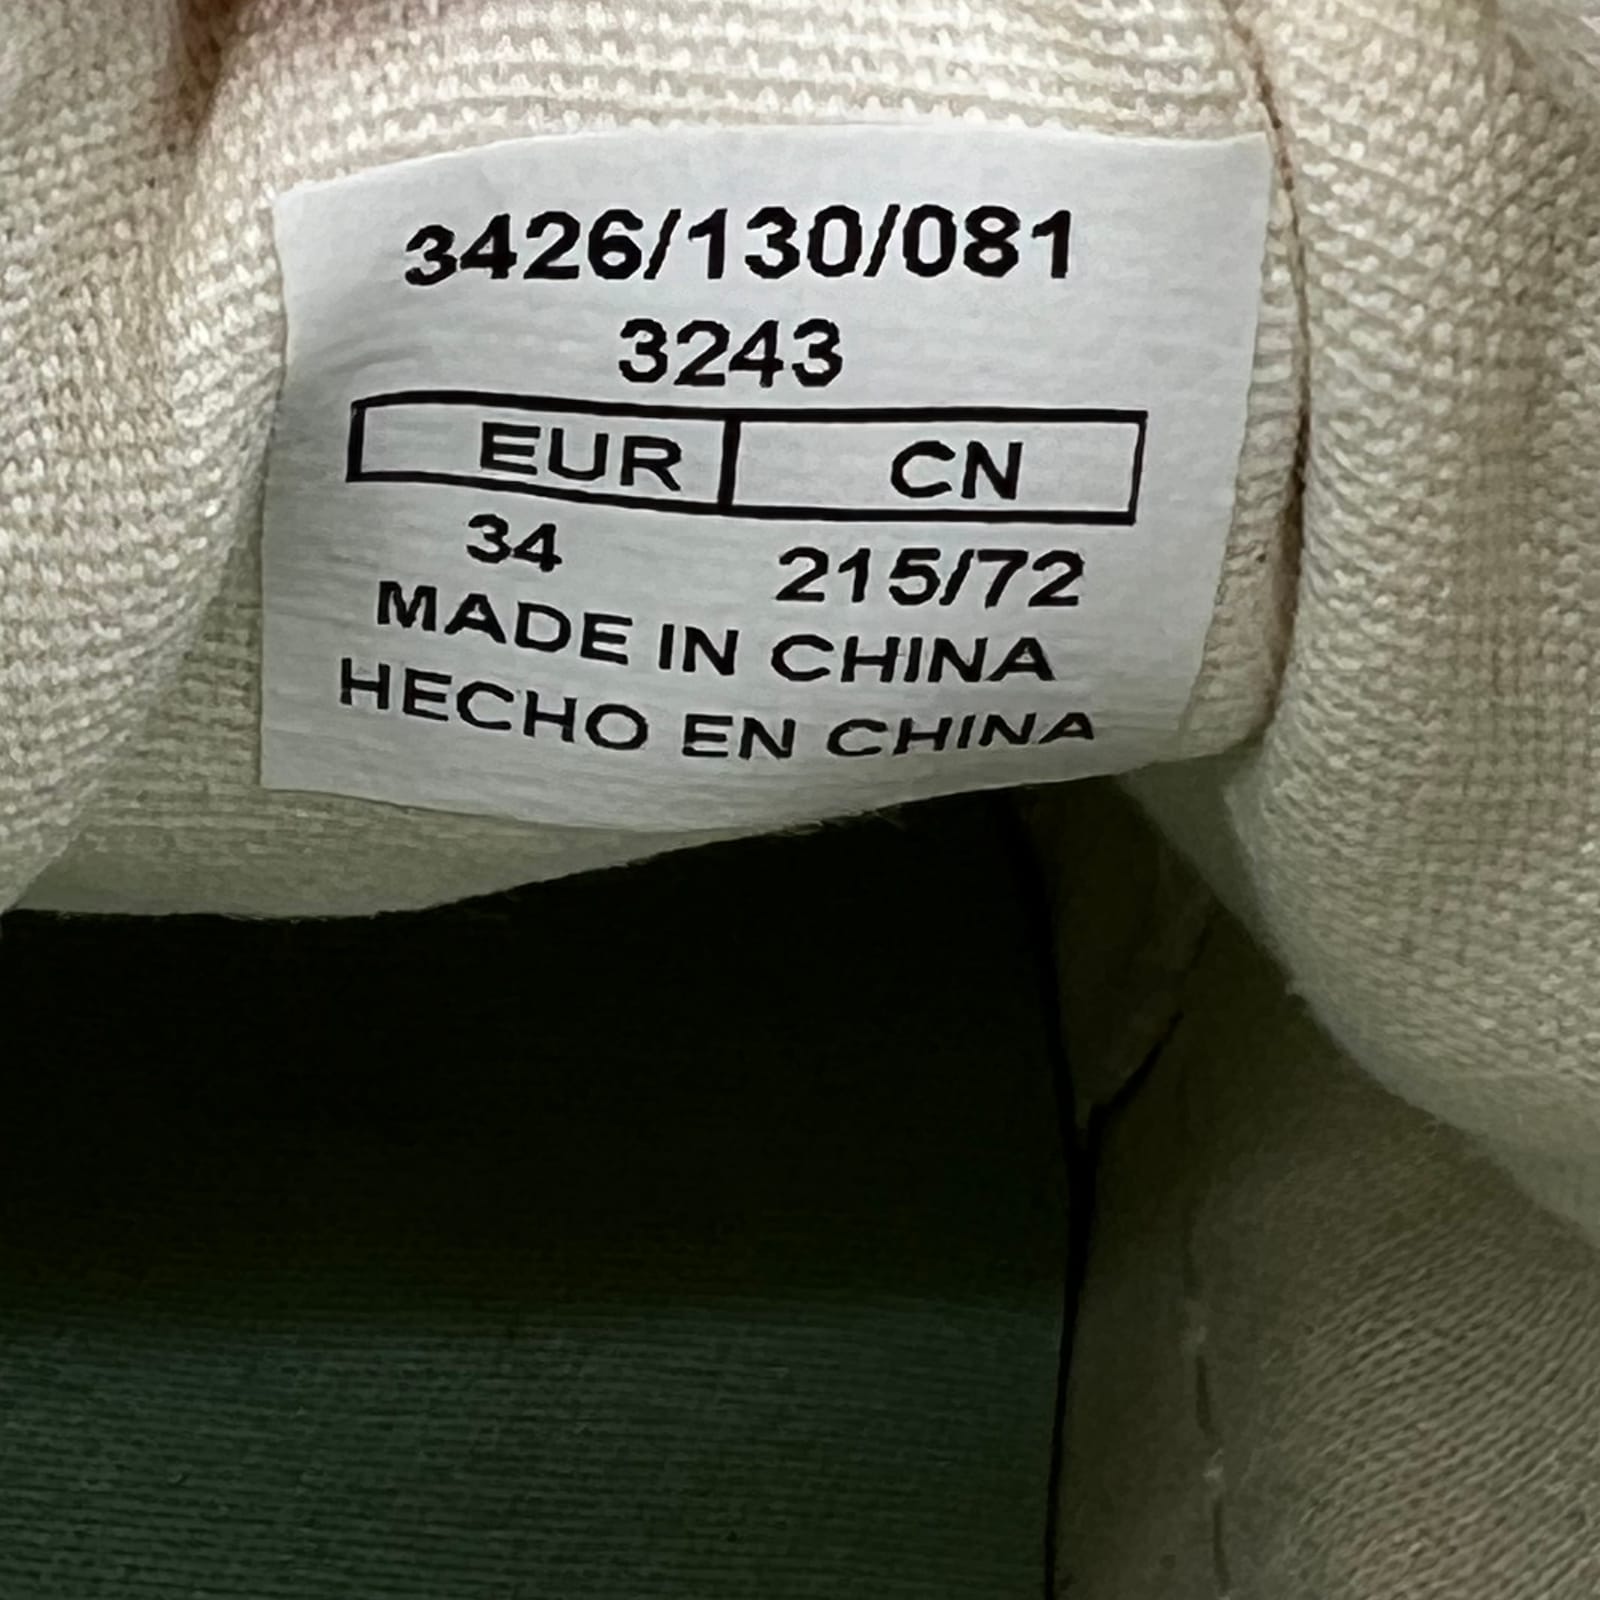 3426/130/081
3243
EUR CN
34 215/72
MADE IN CHINA
HECHO EN CHINA